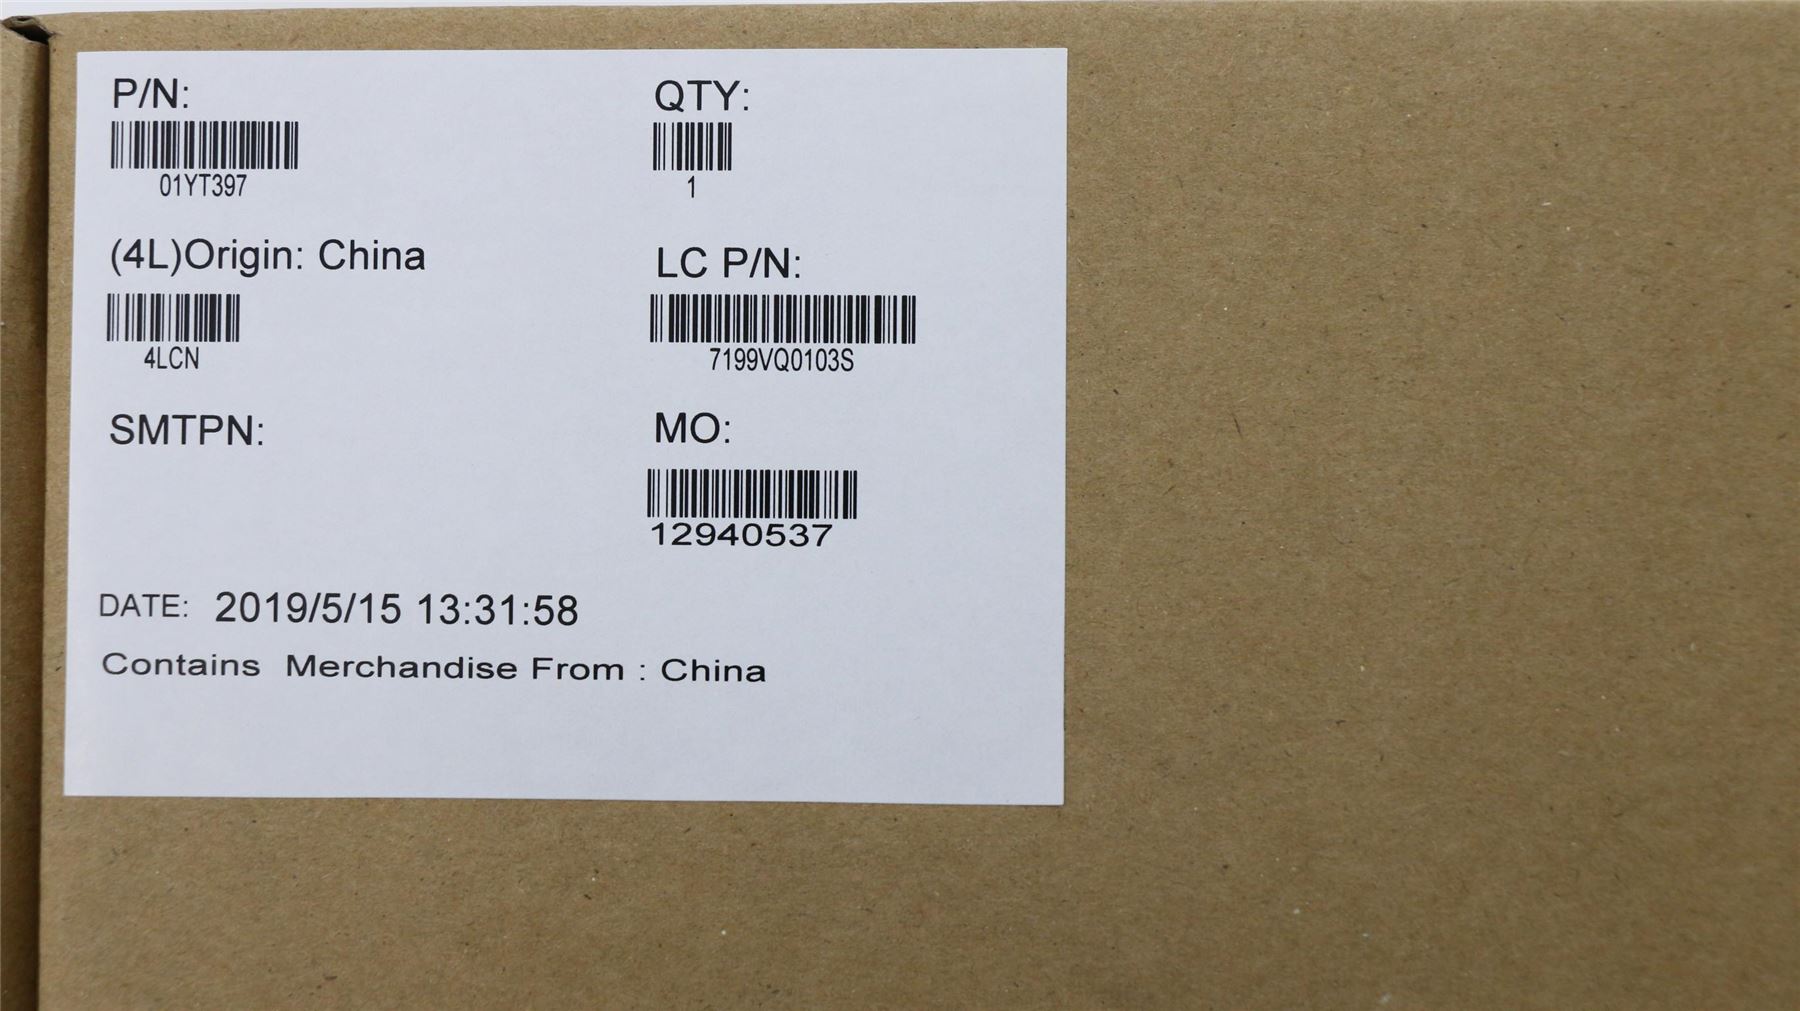 P/N:
01YT397
QTY:
1
(4L)Origin: China
4LCN
LC P/N:
7199VQ0103S
SMTPN:
MO:
12940537
DATE: 2019/5/15 13:31:58
Contains Merchandise From : China